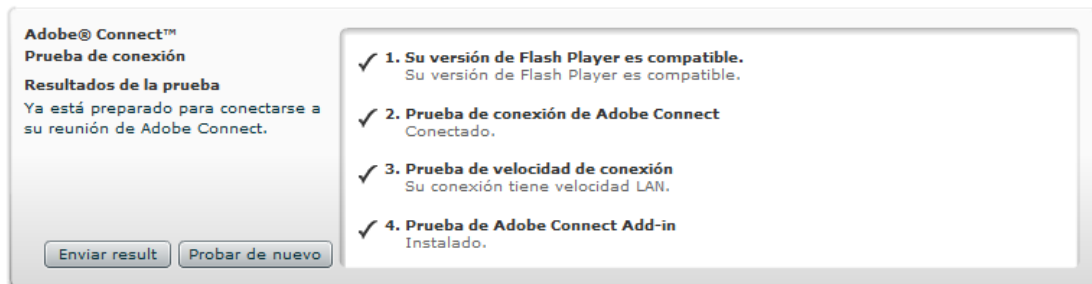 Adobe® Connect™
Prueba de conexión
Resultados de la prueba
Ya está preparado para conectarse a
su reunión de Adobe Connect.
Enviar result
Probar de nuevo
1. Su versión de Flash Player es compatible.
Su versión de Flash Player es compatible.
2. Prueba de conexión de Adobe Connect
Conectado.
3. Prueba de velocidad de conexión
Su conexión tiene velocidad LAN.
4. Prueba de Adobe Connect Add-in
Instalado.